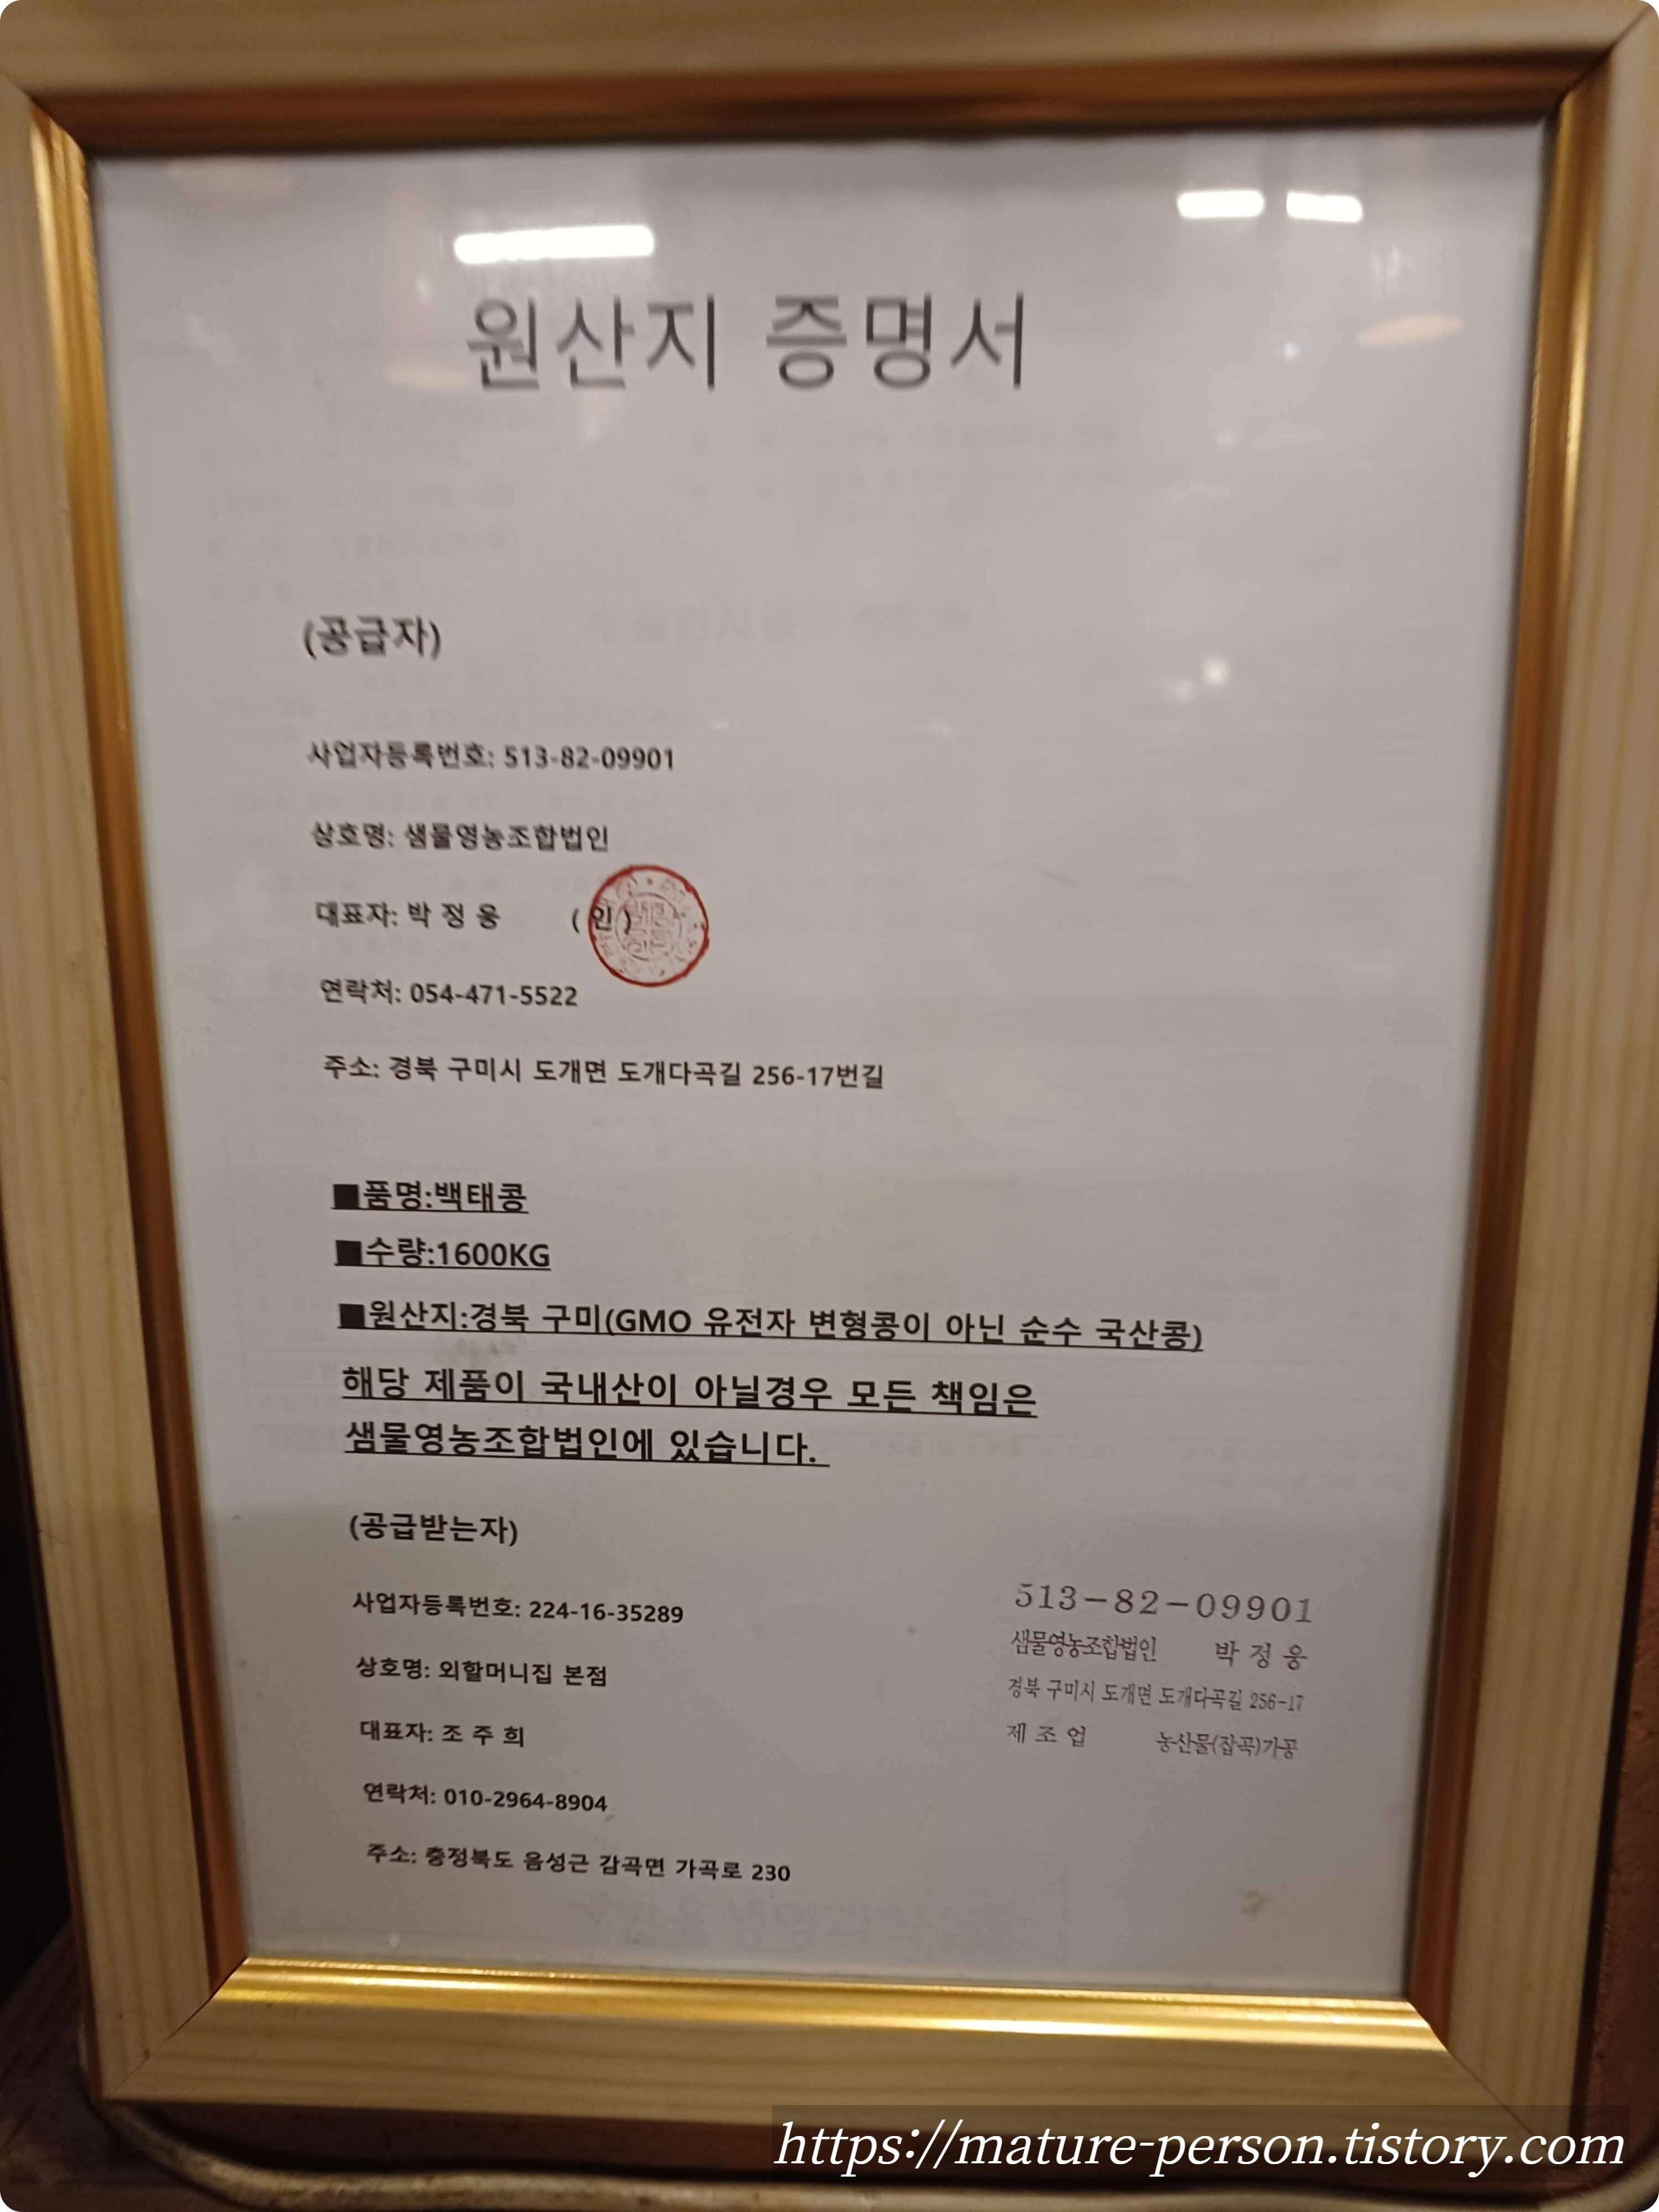 원산지 증명서
(공급자)
사업자등록번호: 513-82-09901
상호명: 샘물영농조합법인
대표자: 박 정 웅 ( 인 )
연락처: 054-471-5522
주소: 경북 구미시 도개면 도개다곡길 256-17번길
■품명:백태콩
■수량:1600KG
■원산지:경북 구미(GMO 유전자 변형콩이 아닌 순수 국산콩)
해당 제품이 국내산이 아닐경우 모든 책임은
샘물영농조합법인에 있습니다.
(공급받는자)
사업자등록번호: 224-16-35289
상호명: 외할머니집 본점
대표자: 조 주 희
연락처: 010-2964-8904
주소: 충정북도 음성근 감곡면 가곡로 230
513-82-09901
샘물영농조합법인 박 정 웅
경북 구미시 도개면 도개다곡길 256-17
제 조 업 농산물(잡곡)가공
https://mature-person.tistory.com